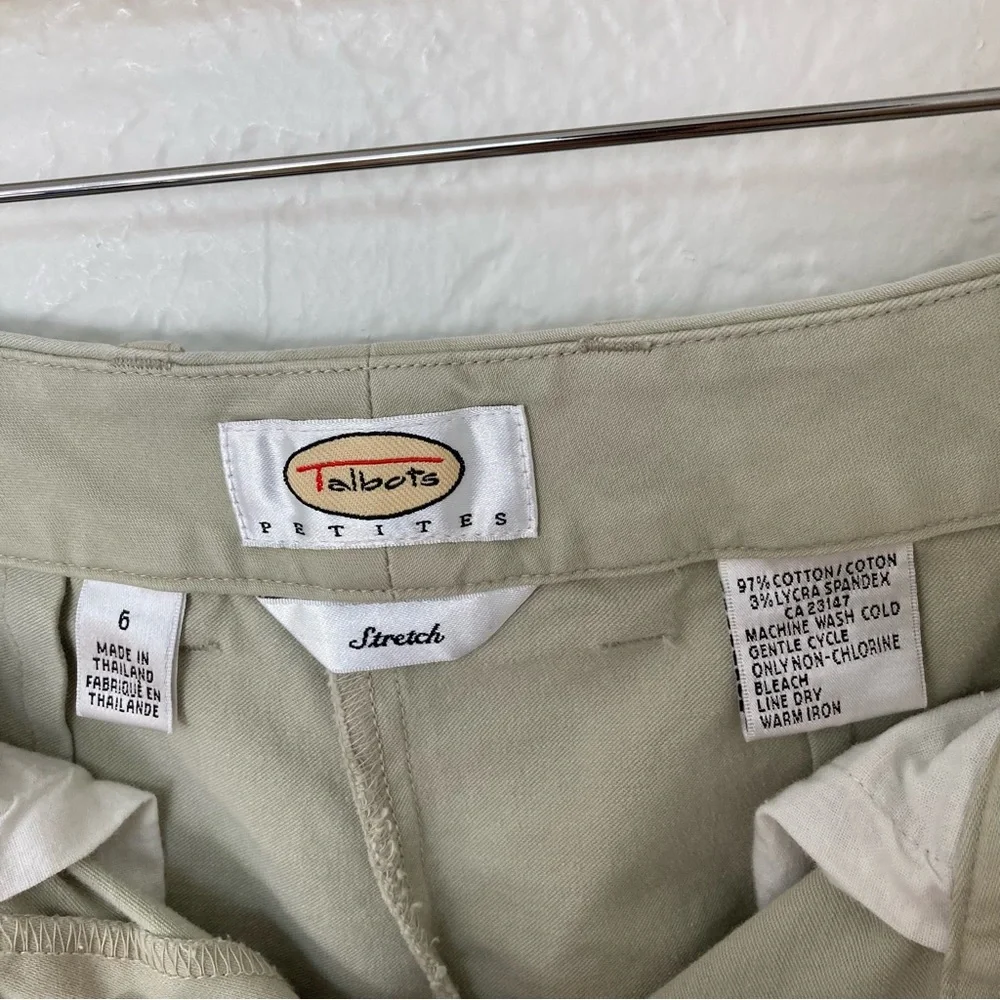 Talbots
PETITES
6
MADE IN
THAILAND
FABRIQUÉ EN
THAILANDE
Stretch
97% COTTON/COTON
3% LYCRA SPANDEX
CA 23147
MACHINE WASH COLD
GENTLE CYCLE
ONLY NON-CHLORINE
BLEACH
LINE DRY
WARM IRON